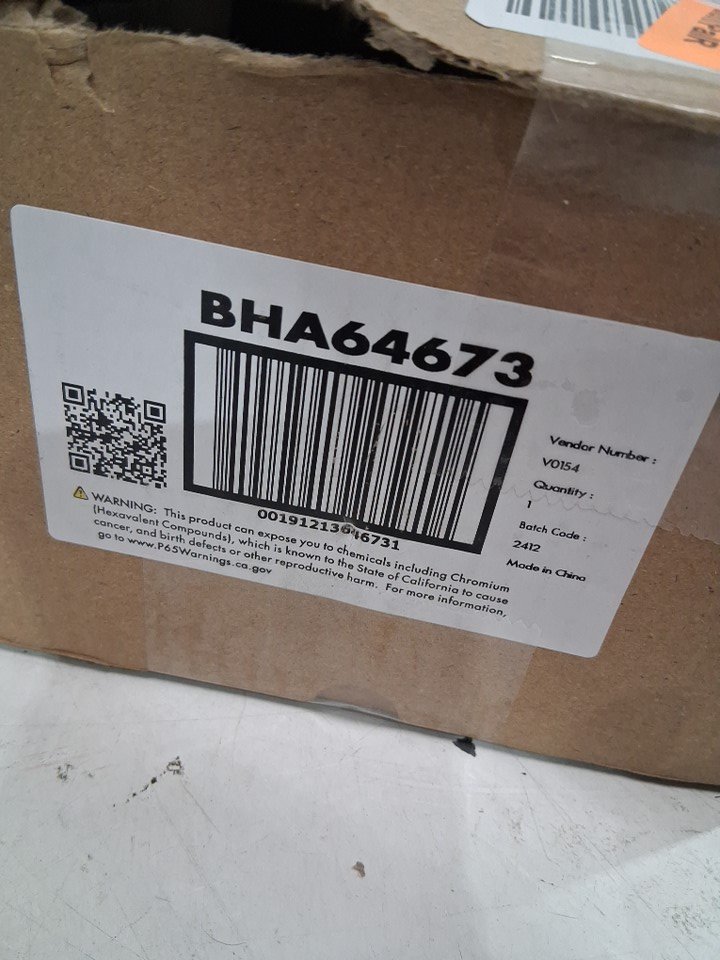 BHA64673
00191213646731
WARNING: This product can expose you to chemicals including Chromium
(Hexavalent Compounds), which is known to the State of California to cause
cancer, and birth defects or other reproductive harm. For more information,
go to www.P65Warnings.ca.gov
Vendor Number :
V0154
Quantity :
1
Batch Code :
2412
Made in China